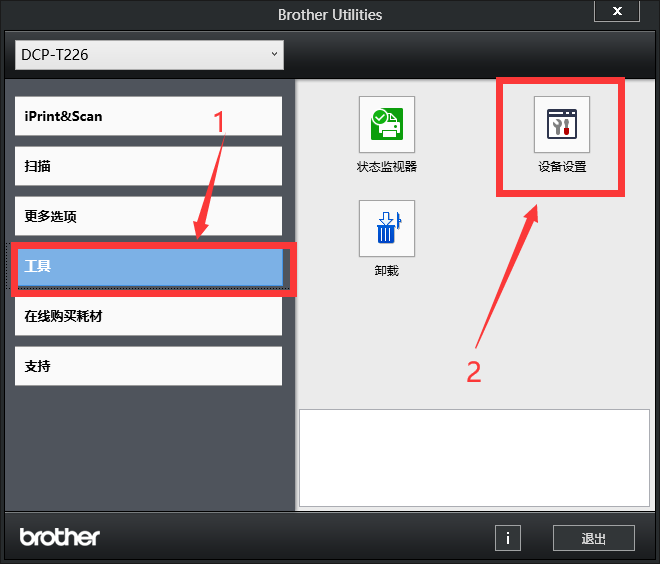 Brother Utilities
x
DCP-T226
iPrint&Scan
扫描
更多选项
工具
在线购买耗材
支持
1
状态监视器
设备设置
卸载
2
brother
i
退出